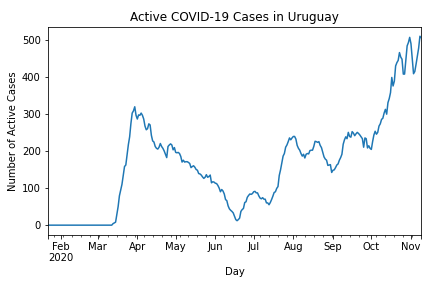 Active COVID-19 Cases in Uruguay
500
400
300
200
100
0
Number of Active Cases
Feb Mar Apr May Jun Jul Aug Sep Oct Nov
2020
Day